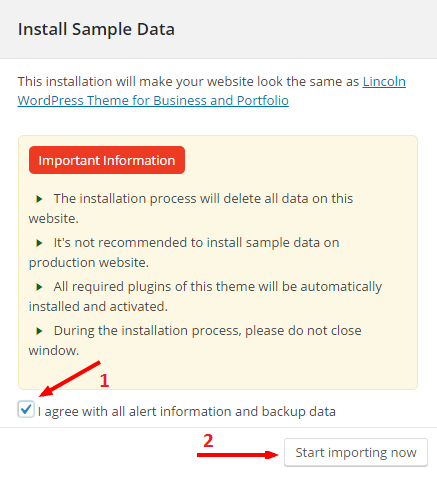 Install Sample Data
This installation will make your website look the same as Lincoln
WordPress Theme for Business and Portfolio
Important Information
The installation process will delete all data on this
website.
It's not recommended to install sample data on
production website.
All required plugins of this theme will be automatically
installed and activated.
During the installation process, please do not close
window.
1
I agree with all alert information and backup data
2
Start importing now